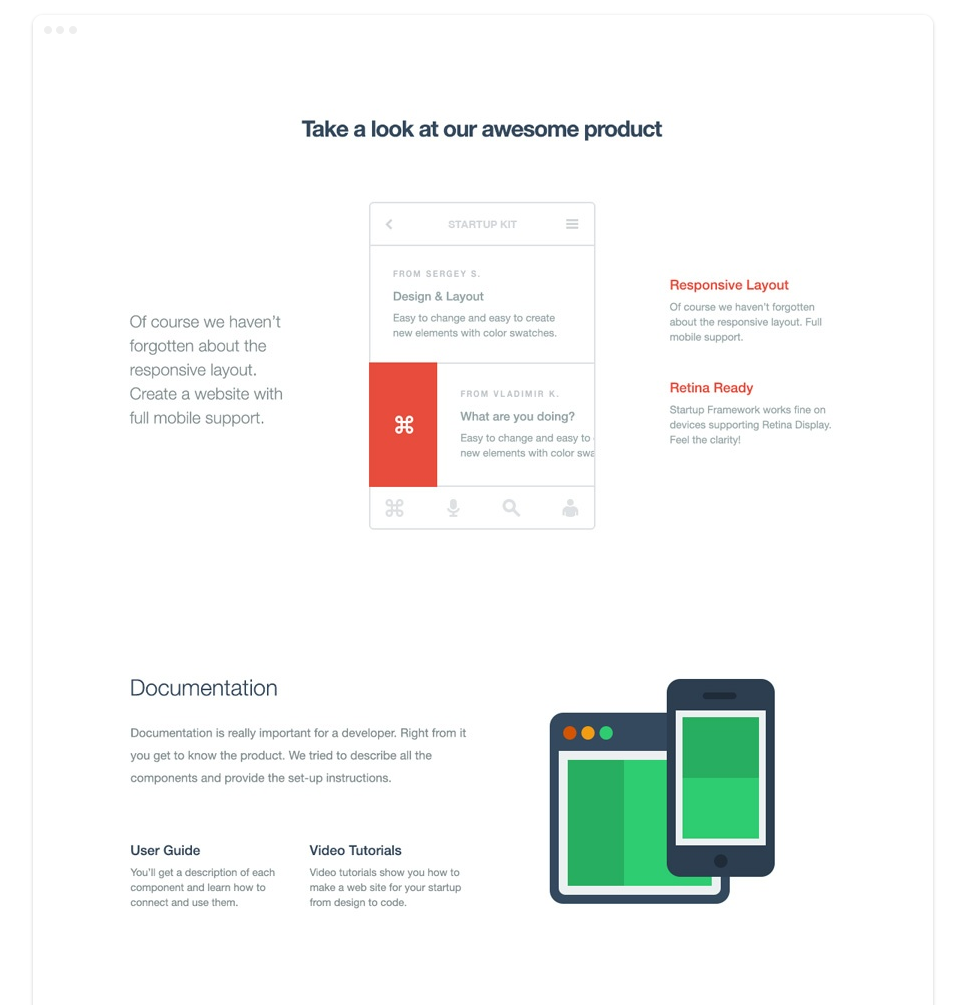 Take a look at our awesome product
Of course we haven't
forgotten about the
responsive layout.
Create a website with
full mobile support.
STARTUP KIT
FROM SERGEY S.
Design & Layout
Easy to change and easy to create
new elements with color swatches.
FROM VLADIMIR K.
What are you doing?
Easy to change and easy to
new elements with color swa
Responsive Layout
Of course we haven't forgotten
about the responsive layout. Full
mobile support.
Retina Ready
Startup Framework works fine on
devices supporting Retina Display.
Feel the clarity!
Documentation
Documentation is really important for a developer. Right from it
you get to know the product. We tried to describe all the
components and provide the set-up instructions.
User Guide
You'll get a description of each
component and learn how to
connect and use them.
Video Tutorials
Video tutorials show you how to
make a web site for your startup
from design to code.